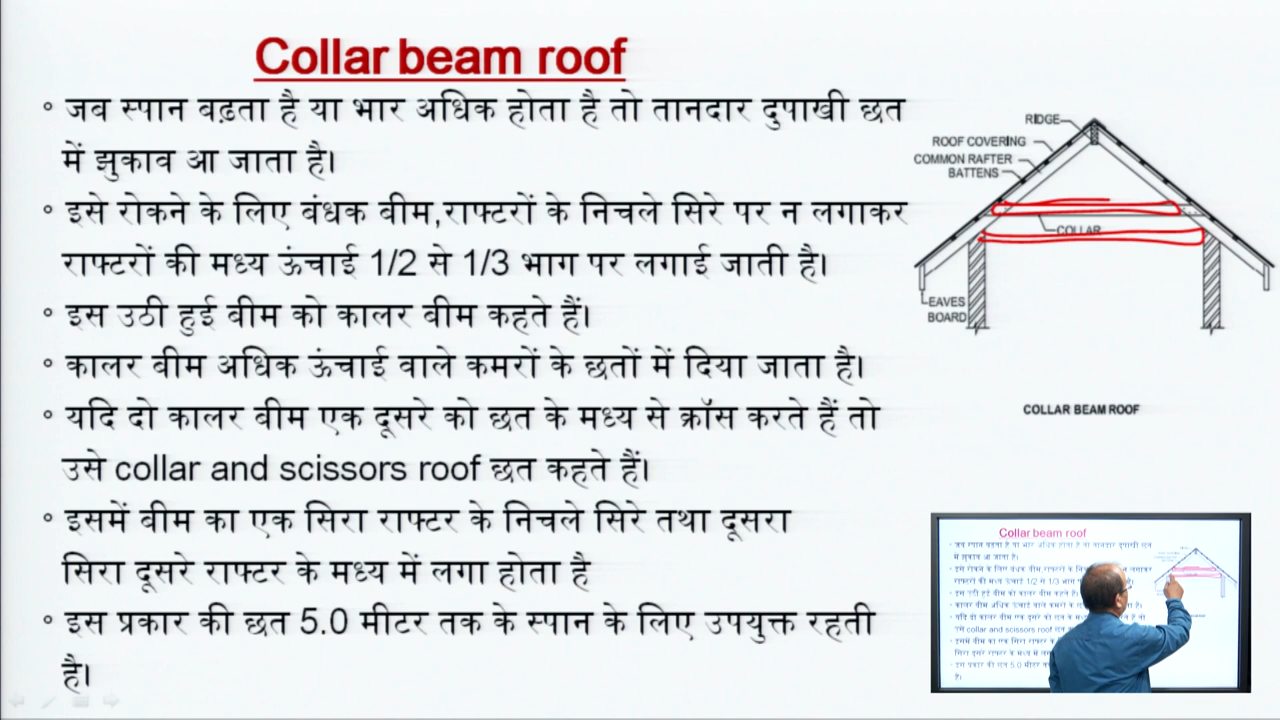 Collar beam roof
• जब स्पान बढ़ता है या भार अधिक होता है तो तानदार दुपाखी छत
में झुकाव आ जाता है।
• इसे रोकने के लिए बंधक बीम,राफ्टरों के निचले सिरे पर न लगाकर
राफ्टरों की मध्य ऊंचाई 1/2 से 1/3 भाग पर लगाई जाती है।
• इस उठी हुई बीम को कालर बीम कहते हैं।
• कालर बीम अधिक ऊंचाई वाले कमरों के छतों में दिया जाता है।
• यदि दो कालर बीम एक दूसरे को छत के मध्य से क्रॉस करते हैं तो
उसे collar and scissors roof छत कहते हैं।
• इसमें बीम का एक सिरा राफ्टर के निचले सिरे तथा दूसरा
सिरा दूसरे राफ्टर के मध्य में लगा होता है
• इस प्रकार की छत 5.0 मीटर तक के स्पान के लिए उपयुक्त रहती
है।
RIDGE
ROOF COVERING
COMMON RAFTER
BATTENS
COLLAR
EAVES
BOARD
COLLAR BEAM ROOF
Collar beam roof